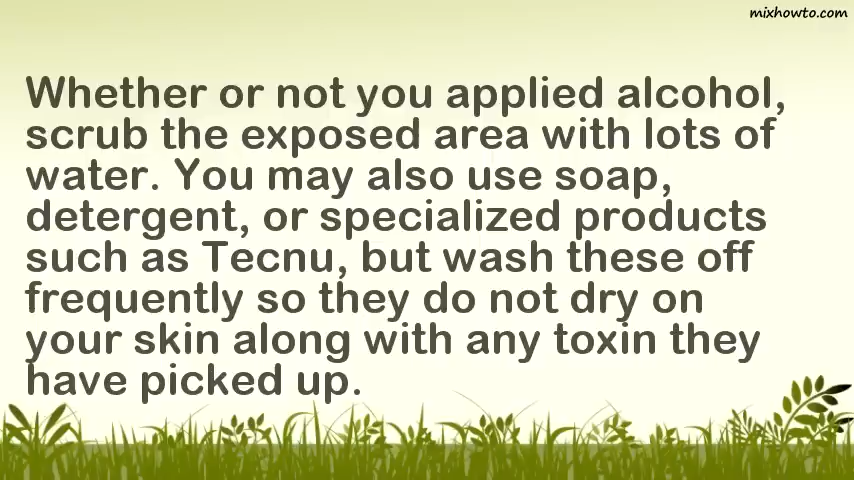 mixhowto.com
Whether or not you applied alcohol,
scrub the exposed area with lots of
water. You may also use soap,
detergent, or specialized products
such as Tecnu, but wash these off
frequently so they do not dry on
your skin along with any toxin they
have picked up.